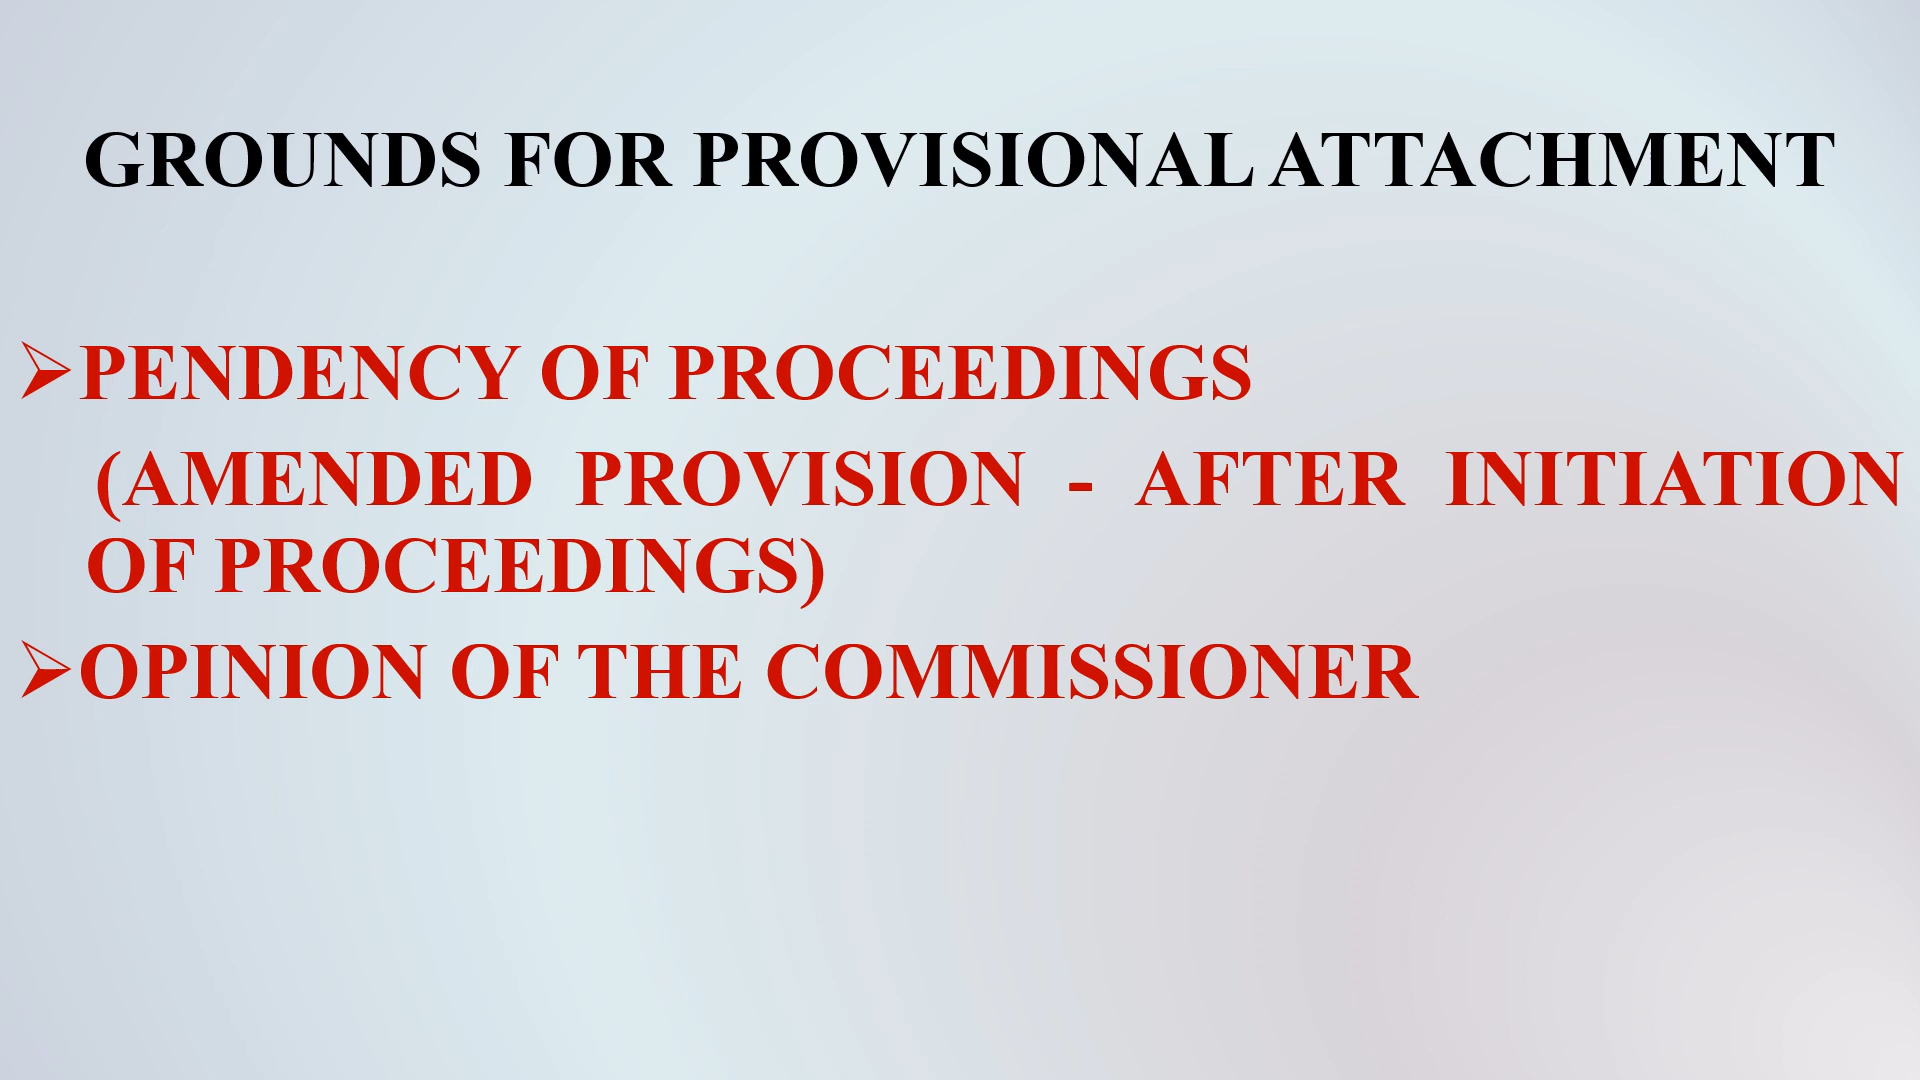 GROUNDS FOR PROVISIONAL ATTACHMENT
➢PENDENCY OF PROCEEDINGS
(AMENDED PROVISION - AFTER INITIATION
OF PROCEEDINGS)
➢OPINION OF THE COMMISSIONER